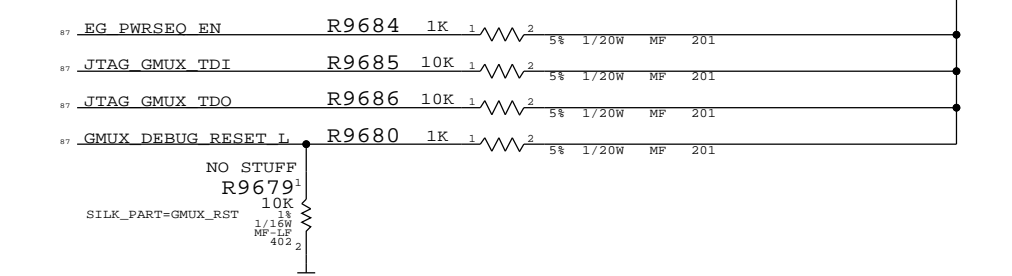 87 EG_PWRSEQ_EN R9684 1K 1 2 5% 1/20W MF 201
87 JTAG_GMUX_TDI R9685 10K 1 2 5% 1/20W MF 201
87 JTAG_GMUX_TDO R9686 10K 1 2 5% 1/20W MF 201
87 GMUX_DEBUG_RESET_L R9680 1K 1 2 5% 1/20W MF 201
NO STUFF
R9679 1
10K
SILK_PART=GMUX_RST 1%
1/16W
MF-LF
402 2